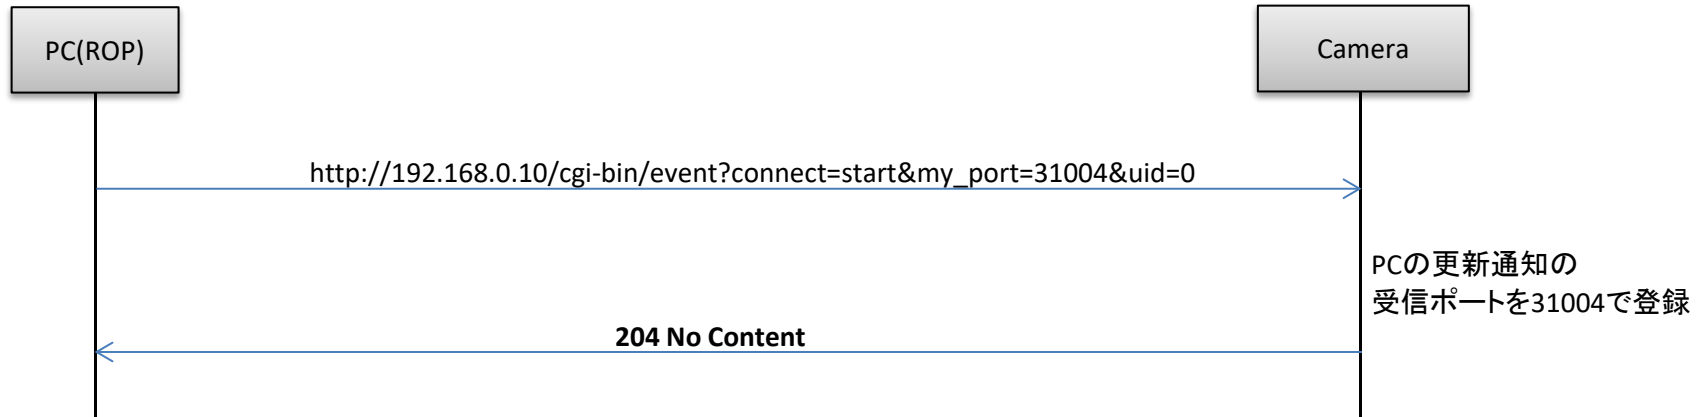 PC(ROP)
Camera
http://192.168.0.10/cgi-bin/event?connect=start&my_port=31004&uid=0
PCの更新通知の
受信ポートを31004で登録
204 No Content